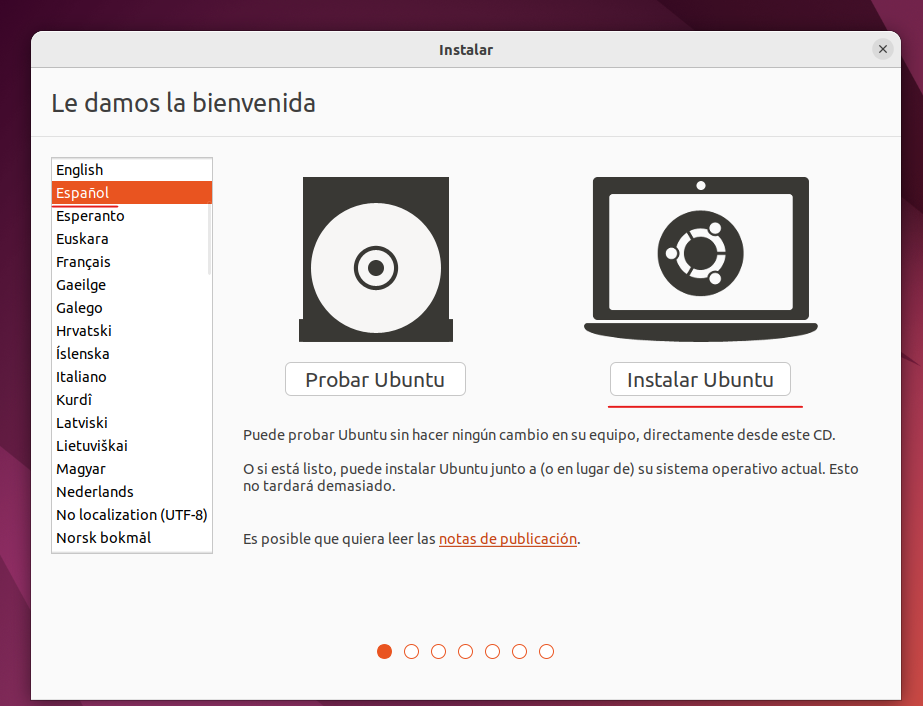 Instalar
Le damos la bienvenida
English
Español
Esperanto
Euskara
Français
Gaeilge
Galego
Hrvatski
Íslenska
Italiano
Kurdî
Latviski
Lietuviškai
Magyar
Nederlands
No localization (UTF-8)
Norsk bokmål
Probar Ubuntu
Instalar Ubuntu
Puede probar Ubuntu sin hacer ningún cambio en su equipo, directamente desde este CD.
O si está listo, puede instalar Ubuntu junto a (o en lugar de) su sistema operativo actual. Esto
no tardará demasiado.
Es posible que quiera leer las notas de publicación.